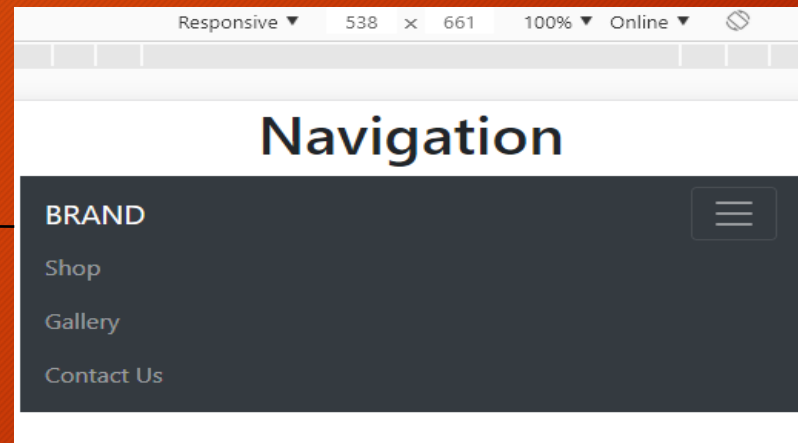 Responsive ▼ 538 × 661 100% ▼ Online ▼
Navigation
BRAND
Shop
Gallery
Contact Us